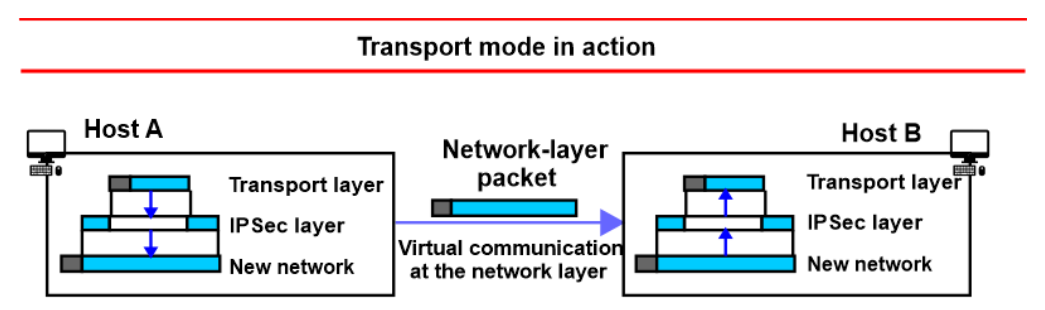 Transport mode in action
Host A
Transport layer
IPSec layer
New network
Network-layer
packet
Virtual communication
at the network layer
Host B
Transport layer
IPSec layer
New network